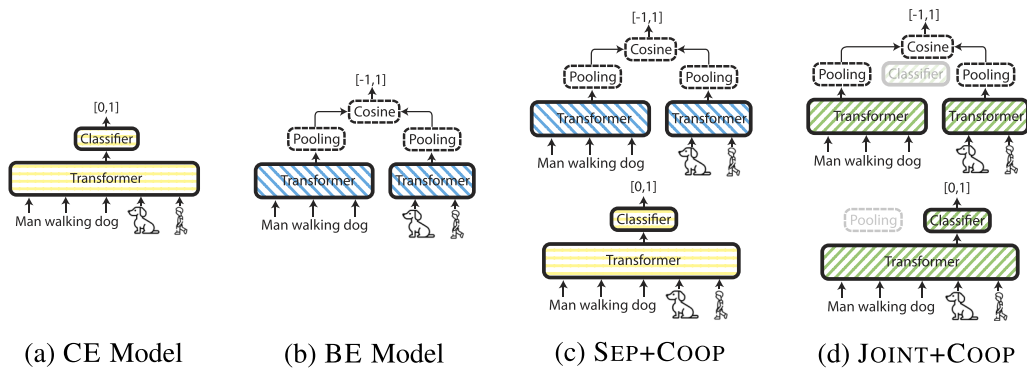 [0,1]
Classifier
Transformer
Man walking dog
(a) CE Model
[-1,1]
Cosine
Pooling Pooling
Transformer Transformer
Man walking dog
(b) BE Model
[-1,1]
Cosine
Pooling Pooling
Transformer Transformer
Man walking dog
[0,1]
Classifier
Transformer
Man walking dog
(c) SEP+COOP
[-1,1]
Cosine
Pooling Classifier Pooling
Transformer Transformer
Man walking dog
[0,1]
Pooling Classifier
Transformer
Man walking dog
(d) JOINT+COOP